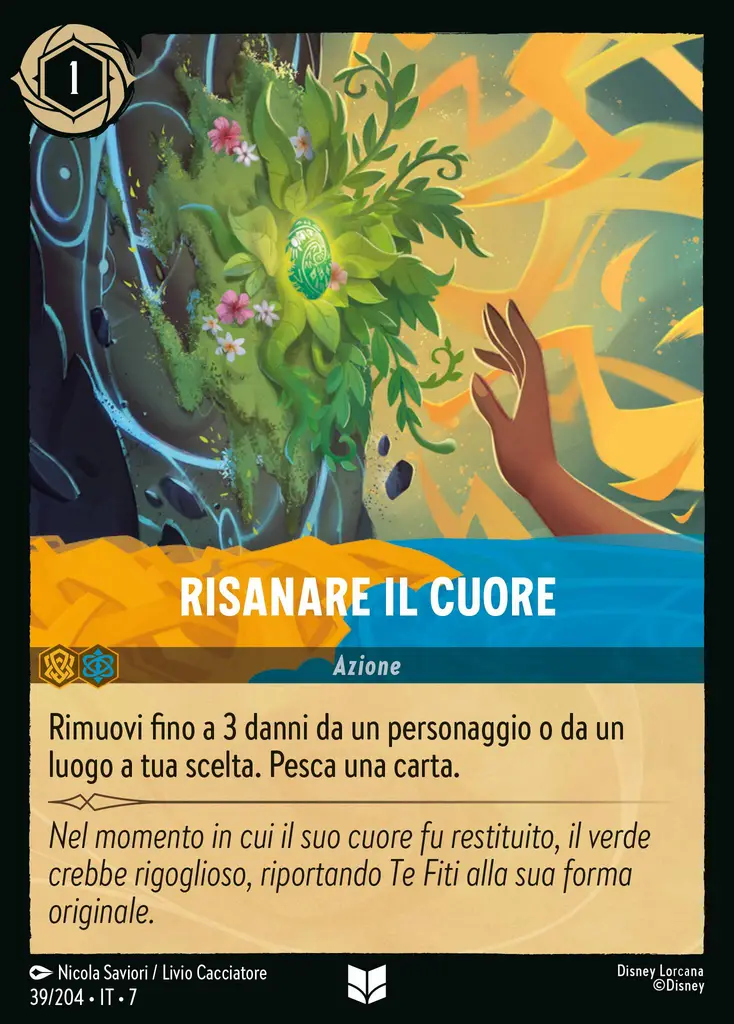 1
RISANARE IL CUORE
Azione
Rimuovi fino a 3 danni da un personaggio o da un
luogo a tua scelta. Pesca una carta.
Nel momento in cui il suo cuore fu restituito, il verde
crebbe rigoglioso, riportando Te Fiti alla sua forma
originale.
Nicola Saviori / Livio Cacciatore
39/204 • IT • 7
Disney Lorcana
©Disney